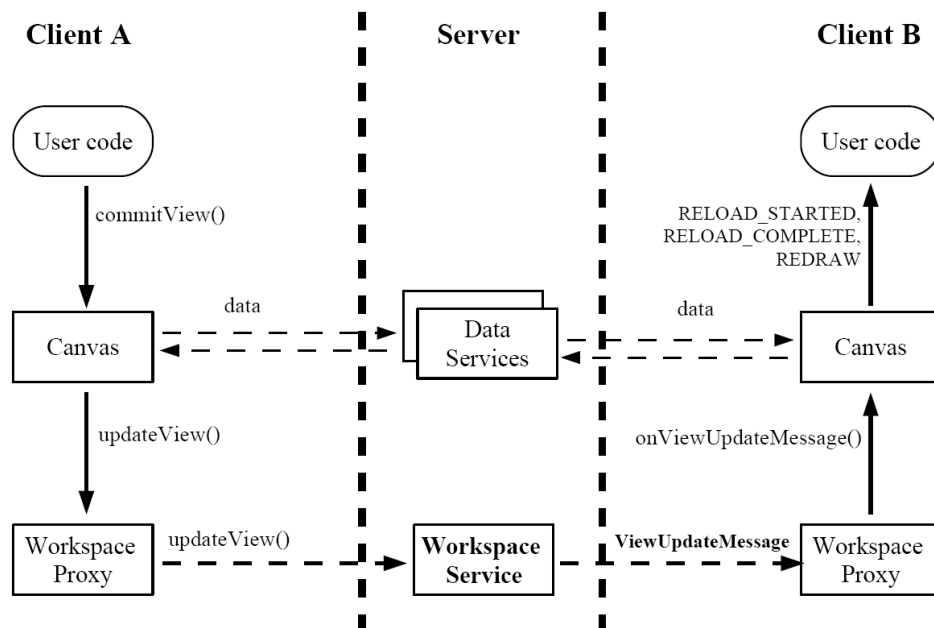 Client A
Server
Client B
User code
User code
commitView()
RELOAD_STARTED,
RELOAD_COMPLETE,
REDRAW
data
data
Canvas
Data
Services
Canvas
updateView()
onViewUpdateMessage()
Workspace
Proxy
updateView()
Workspace
Service
ViewUpdateMessage
Workspace
Proxy